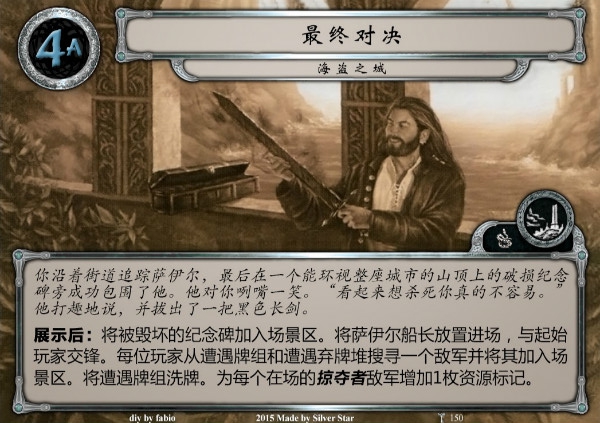 4A
最终对决
海盗之城
你沿着街道追踪萨伊尔，最后在一个能环视整座城市的山顶上的破损纪念
碑旁成功包围了他。他对你咧嘴一笑。“看起来想杀死你真的不容易。”
他打趣地说，并拔出了一把黑色长剑。
展示后：将被毁坏的纪念碑加入场景区。将萨伊尔船长放置进场，与起始
玩家交锋。每位玩家从遭遇牌组和遭遇弃牌堆搜寻一个敌军并将其加入场
景区。将遭遇牌组洗牌。为每个在场的掠夺者敌军增加1枚资源标记。
diy by fabio
2015 Made by Silver Star
150